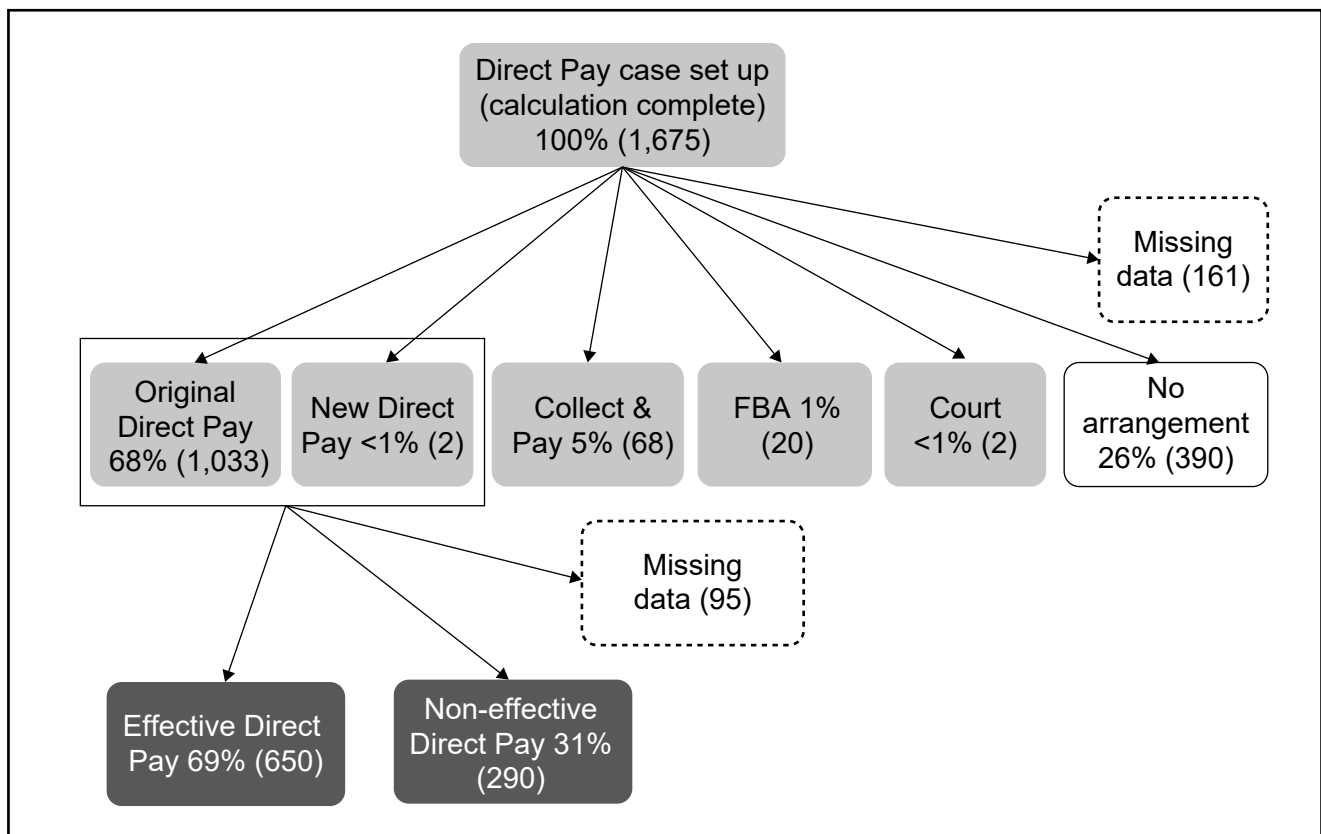 Direct Pay case set up
(calculation complete)
100% (1,675)
Missing
data (161)
Original
Direct Pay
68% (1,033)
New Direct
Pay <1% (2)
Collect &
Pay 5% (68)
FBA 1%
(20)
Court
<1% (2)
No
arrangement
26% (390)
Missing
data (95)
Effective Direct
Pay 69% (650)
Non-effective
Direct Pay 31%
(290)